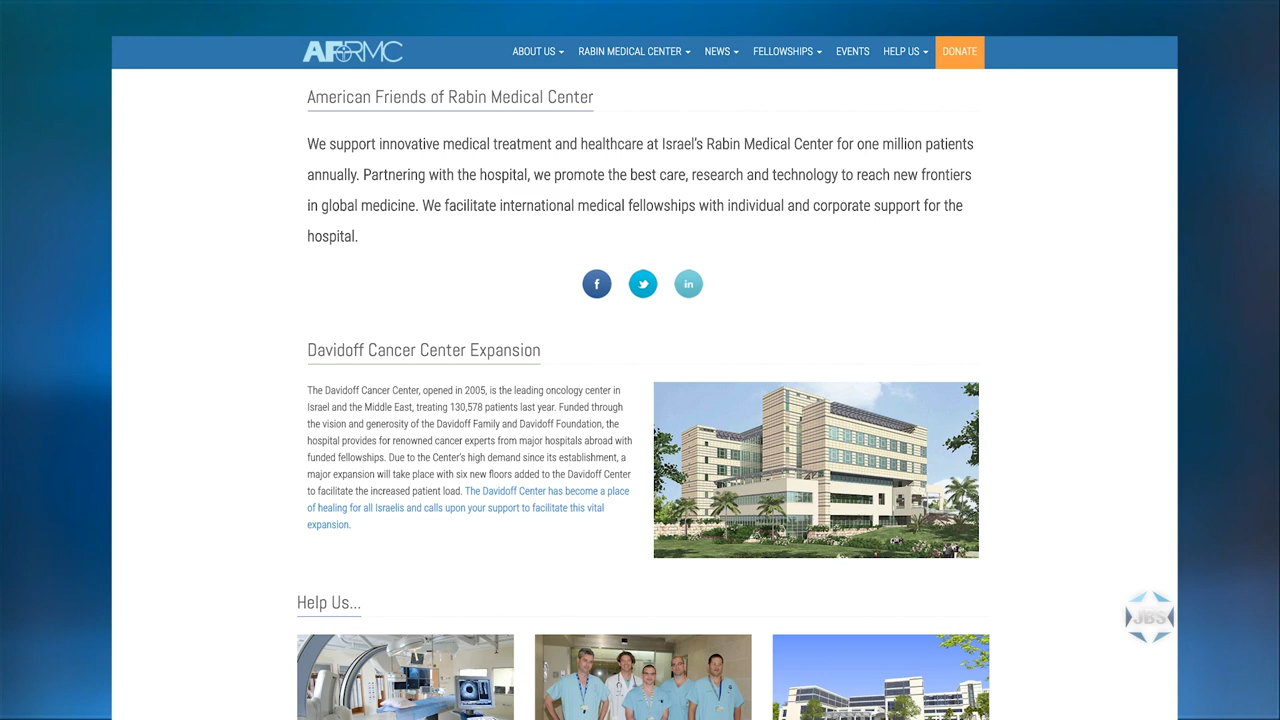 AFRMC
ABOUT US
RABIN MEDICAL CENTER
NEWS
FELLOWSHIPS
EVENTS
HELP US
DONATE
American Friends of Rabin Medical Center
We support innovative medical treatment and healthcare at Israel's Rabin Medical Center for one million patients
annually. Partnering with the hospital, we promote the best care, research and technology to reach new frontiers
in global medicine. We facilitate international medical fellowships with individual and corporate support for the
hospital.
f
in
Davidoff Cancer Center Expansion
The Davidoff Cancer Center, opened in 2005, is the leading oncology center in
Israel and the Middle East, treating 130,578 patients last year. Funded through
the vision and generosity of the Davidoff Family and Davidoff Foundation, the
hospital provides for renowned cancer experts from major hospitals abroad with
funded fellowships. Due to the Center's high demand since its establishment, a
major expansion will take place with six new floors added to the Davidoff Center
to facilitate the increased patient load. The Davidoff Center has become a place
of healing for all Israelis and calls upon your support to facilitate this vital
expansion.
Help Us...
JBS